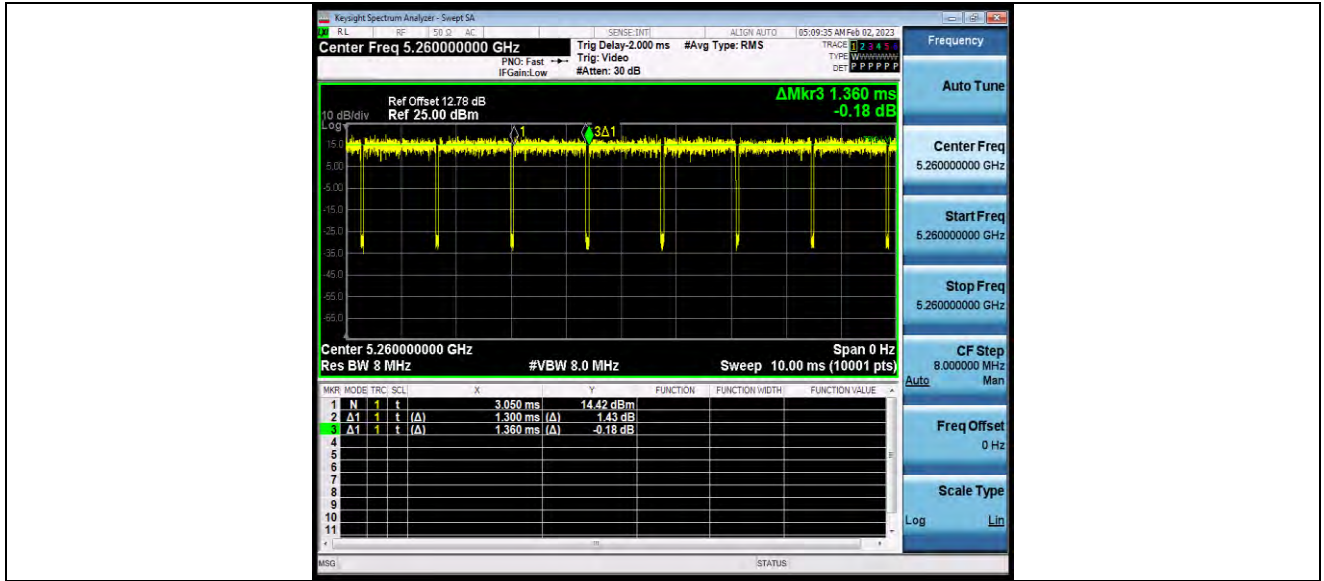 Keysight Spectrum Analyzer - Swept SA
RL RF 50 Ω AC SENSE:INT ALIGN AUTO 05:09:35 AM Feb 02, 2023
Center Freq 5.260000000 GHz
PNO: Fast
IFGain:Low
Trig Delay-2.000 ms #Avg Type: RMS
Trig: Video
#Atten: 30 dB
TRACE 1 2 3 4 5 6
TYPE WWWWWW
DET P P P P P P
ΔMkr3 1.360 ms
-0.18 dB
Ref Offset 12.78 dB
10 dB/div Ref 25.00 dBm
Log
1
3Δ1
15.0
5.00
-5.00
-15.0
-25.0
-35.0
-45.0
-55.0
-65.0
Center 5.260000000 GHz Span 0 Hz
Res BW 8 MHz #VBW 8.0 MHz Sweep 10.00 ms (10001 pts)
MKR MODE TRC SCL X Y FUNCTION FUNCTION WIDTH FUNCTION VALUE
1 N 1 t 3.050 ms 14.42 dBm
2 Δ1 1 t (Δ) 1.300 ms (Δ) 1.43 dB
3 Δ1 1 t (Δ) 1.360 ms (Δ) -0.18 dB
4
5
6
7
8
9
10
11
MSG STATUS
Frequency
Auto Tune
Center Freq
5.260000000 GHz
Start Freq
5.260000000 GHz
Stop Freq
5.260000000 GHz
CF Step
8.000000 MHz
Auto Man
Freq Offset
0 Hz
Scale Type
Log Lin